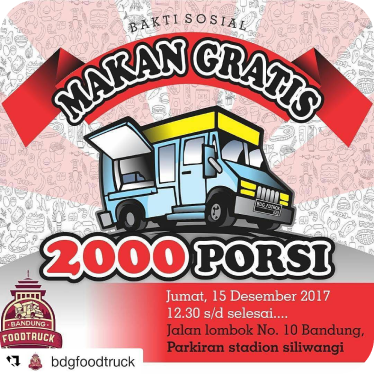 BAKTI SOSIAL
MAKAN GRATIS
2000 PORSI
Jumat, 15 Desember 2017
12.30 s/d selesai....
Jalan lombok No. 10 Bandung,
Parkiran stadion siliwangi
BANDUNG
FOODTRUCK
bdgfoodtruck